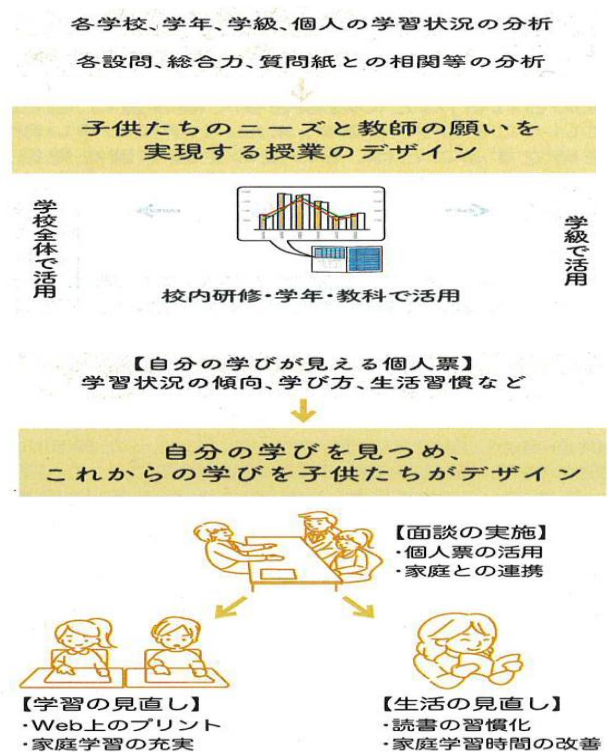 各学校、学年、学級、個人の学習状況の分析
各設問、総合力、質問紙との相関等の分析
子供たちのニーズと教師の願いを
実現する授業のデザイン
学校全体で活用
学級で活用
校内研修・学年・教科で活用
【自分の学びが見える個人票】
学習状況の傾向、学び方、生活習慣など
自分の学びを見つめ、
これからの学びを子供たちがデザイン
【面談の実施】
・個人票の活用
・家庭との連携
【学習の見直し】
・Web上のプリント
・家庭学習の充実
【生活の見直し】
・読書の習慣化
・家庭学習時間の改善